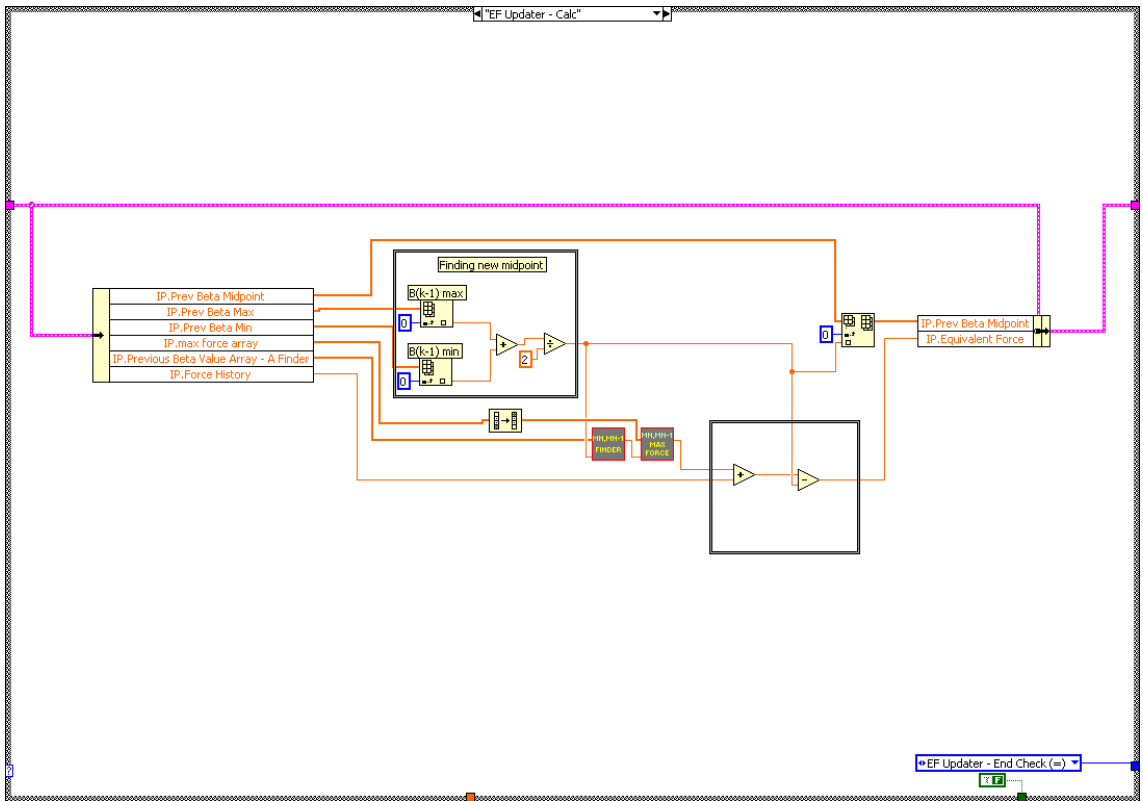 "EF Updater - Calc"
Finding new midpoint
B(k-1) max
0
B(k-1) min
0
+
÷
2
IP.Prev Beta Midpoint
IP.Prev Beta Max
IP.Prev Beta Min
IP.max force array
IP.Previous Beta Value Array - A Finder
IP.Force History
MN,MN-1
FINDER
MN,MN-1
MAX
FORCE
+
-
0
IP.Prev Beta Midpoint
IP.Equivalent Force
?
EF Updater - End Check (=)
T F